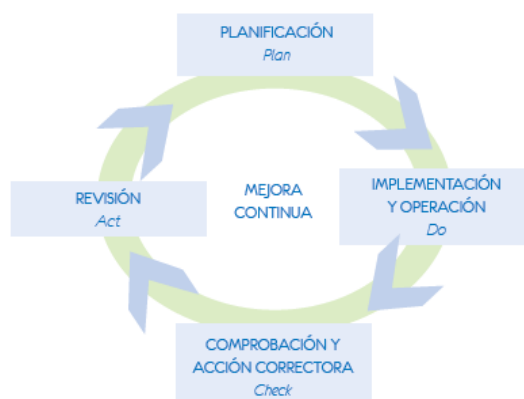 PLANIFICACIÓN
Plan
IMPLEMENTACIÓN
Y OPERACIÓN
Do
COMPROBACIÓN Y
ACCIÓN CORRECTORA
Check
REVISIÓN
Act
MEJORA
CONTINUA